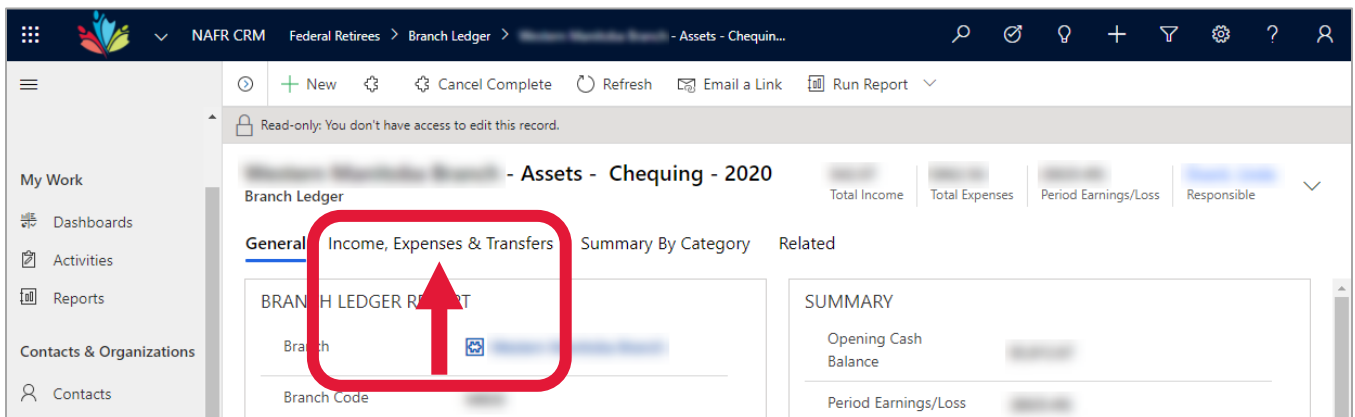 NAFR CRM Federal Retirees > Branch Ledger > - Assets - Chequin...
New Cancel Complete Refresh Email a Link Run Report
Read-only: You don't have access to edit this record.
My Work
Dashboards
Activities
Reports
Contacts & Organizations
Contacts
- Assets - Chequing - 2020
Branch Ledger
Total Income Total Expenses Period Earnings/Loss Responsible
General Income, Expenses & Transfers Summary By Category Related
BRANCH LEDGER REPORT
Branch
Branch Code
SUMMARY
Opening Cash
Balance
Period Earnings/Loss